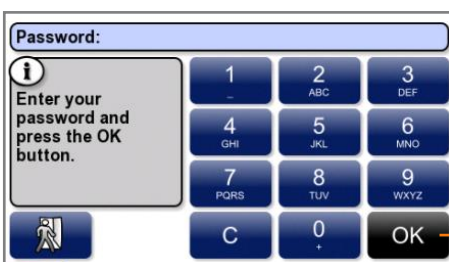 Password:
i
Enter your
password and
press the OK
button.
1 2 3
_ ABC DEF
4 5 6
GHI JKL MNO
7 8 9
PQRS TUV WXYZ
C 0 OK
+